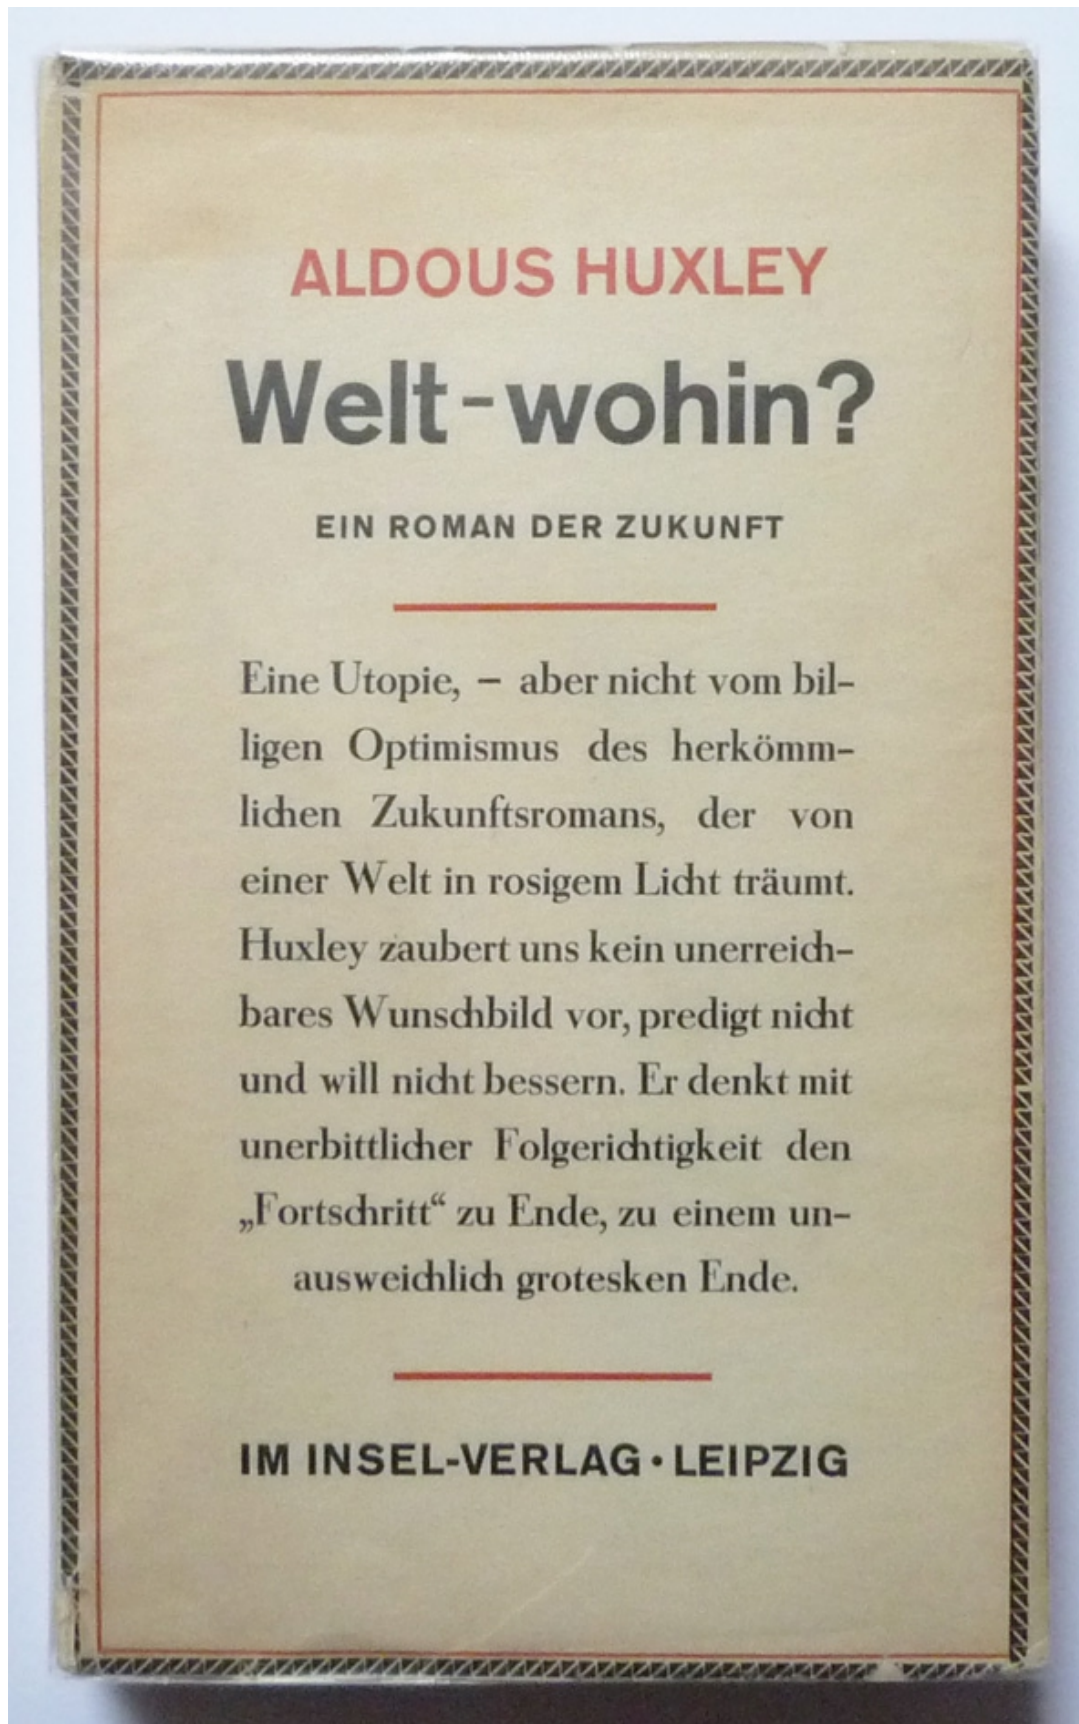 ALDOUS HUXLEY
Welt-wohin?
EIN ROMAN DER ZUKUNFT
Eine Utopie, – aber nicht vom bil-
ligen Optimismus des herkömm-
lichen Zukunftsromans, der von
einer Welt in rosigem Licht träumt.
Huxley zaubert uns kein unerreich-
bares Wunschbild vor, predigt nicht
und will nicht bessern. Er denkt mit
unerbittlicher Folgerichtigkeit den
„Fortschritt“ zu Ende, zu einem un-
ausweichlich grotesken Ende.
IM INSEL-VERLAG • LEIPZIG